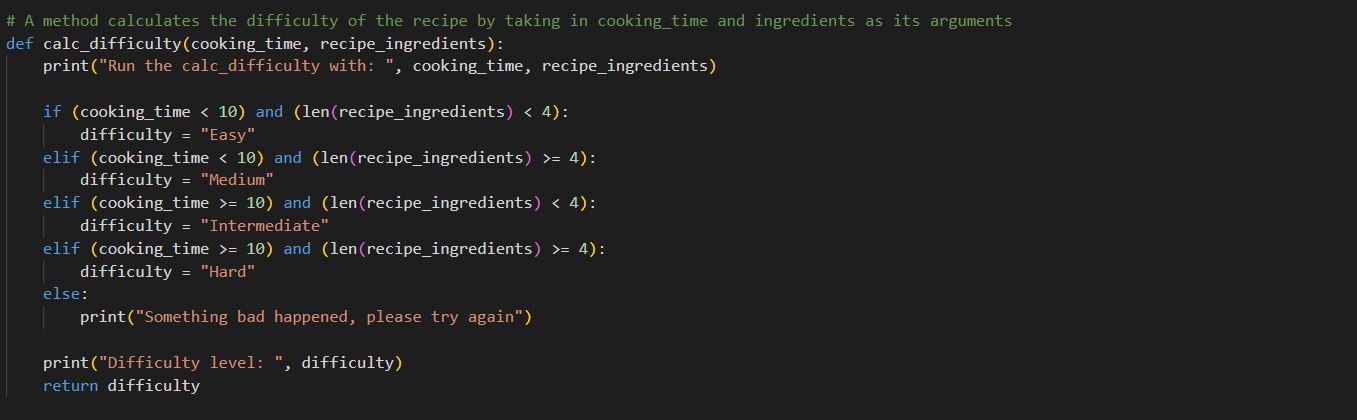 # A method calculates the difficulty of the recipe by taking in cooking_time and ingredients as its arguments
def calc_difficulty(cooking_time, recipe_ingredients):
    print("Run the calc_difficulty with: ", cooking_time, recipe_ingredients)

    if (cooking_time < 10) and (len(recipe_ingredients) < 4):
        difficulty = "Easy"
    elif (cooking_time < 10) and (len(recipe_ingredients) >= 4):
        difficulty = "Medium"
    elif (cooking_time >= 10) and (len(recipe_ingredients) < 4):
        difficulty = "Intermediate"
    elif (cooking_time >= 10) and (len(recipe_ingredients) >= 4):
        difficulty = "Hard"
    else:
        print("Something bad happened, please try again")

    print("Difficulty level: ", difficulty)
    return difficulty